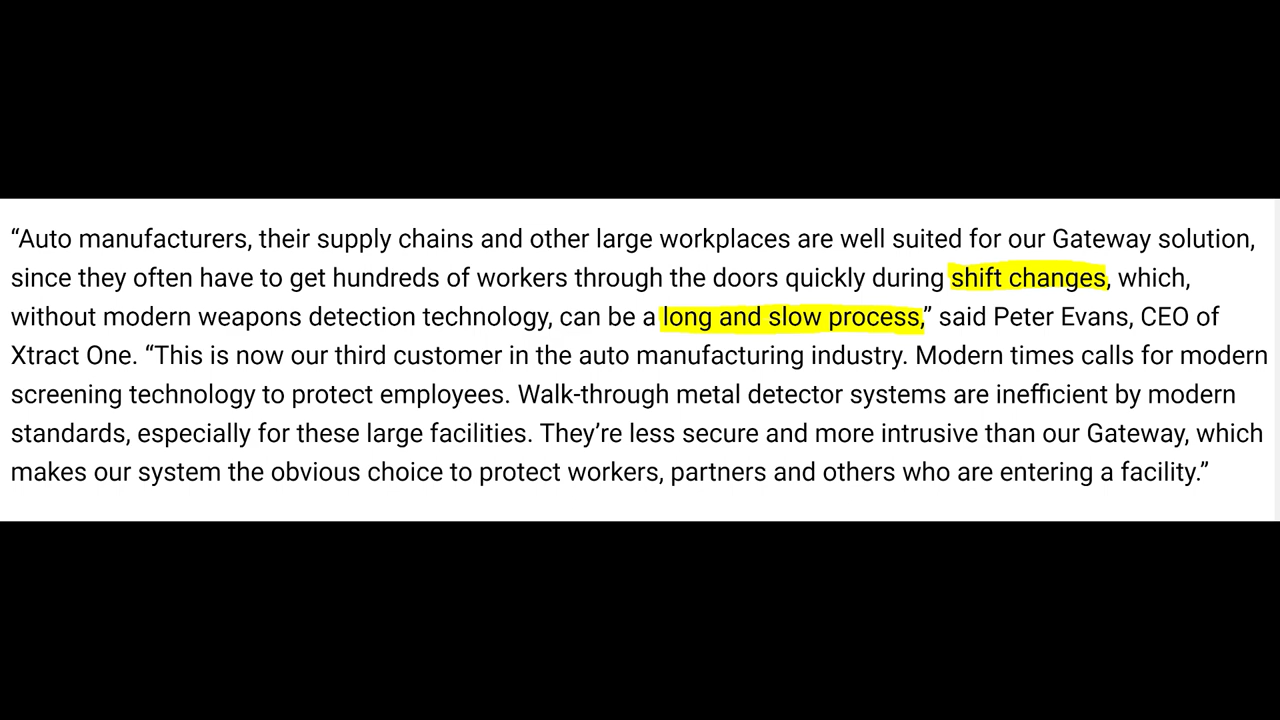 “Auto manufacturers, their supply chains and other large workplaces are well suited for our Gateway solution,
since they often have to get hundreds of workers through the doors quickly during shift changes, which,
without modern weapons detection technology, can be a long and slow process,” said Peter Evans, CEO of
Xtract One. “This is now our third customer in the auto manufacturing industry. Modern times calls for modern
screening technology to protect employees. Walk-through metal detector systems are inefficient by modern
standards, especially for these large facilities. They’re less secure and more intrusive than our Gateway, which
makes our system the obvious choice to protect workers, partners and others who are entering a facility.”